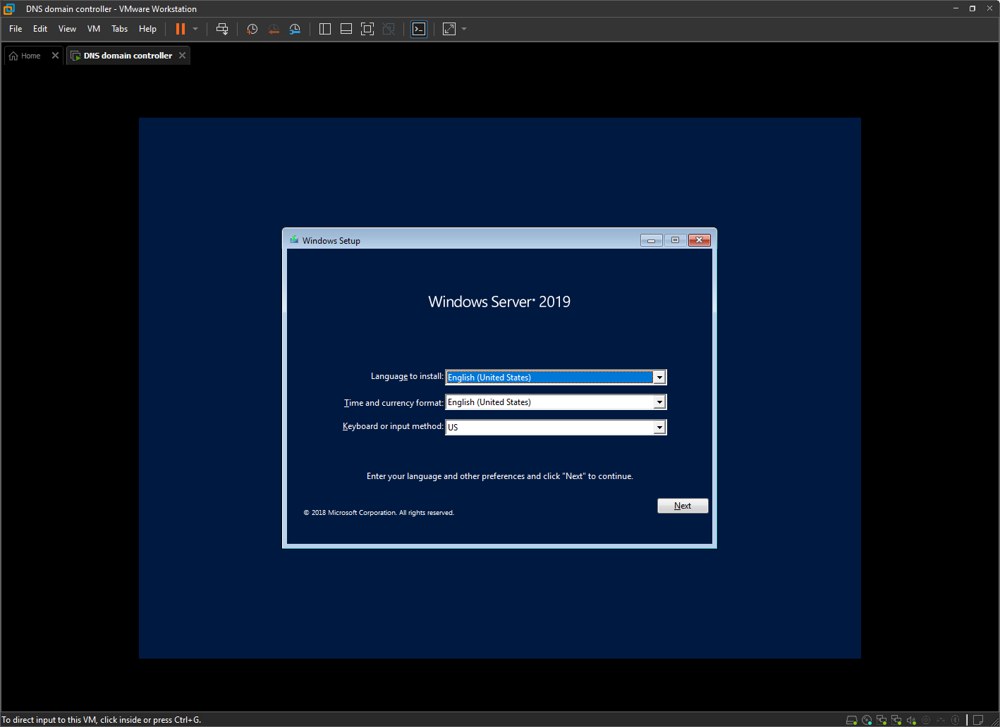 DNS domain controller - VMware Workstation
File Edit View VM Tabs Help
Home DNS domain controller
Windows Setup
Windows Server® 2019
Language to install: English (United States)
Time and currency format: English (United States)
Keyboard or input method: US
Enter your language and other preferences and click "Next" to continue.
Next
© 2018 Microsoft Corporation. All rights reserved.
To direct input to this VM, click inside or press Ctrl+G.